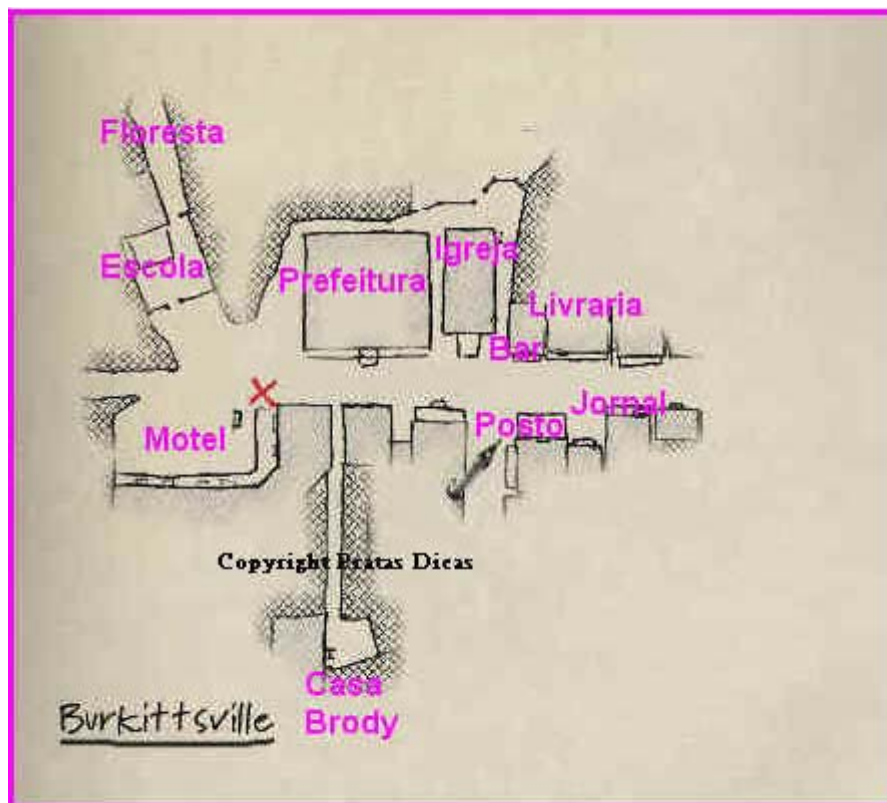 Floresta
Escola
Prefeitura
Igreja
Livraria
Bar
Jornal
Posto
Motel
Copyright Pratas Dicas
Casa
Brody
Burkittsville